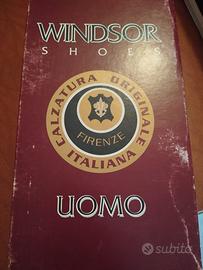 WINDSOR
SHOES
CALZATURA ORIGINALE
ITALIANA
FIRENZE
UOMO
subito